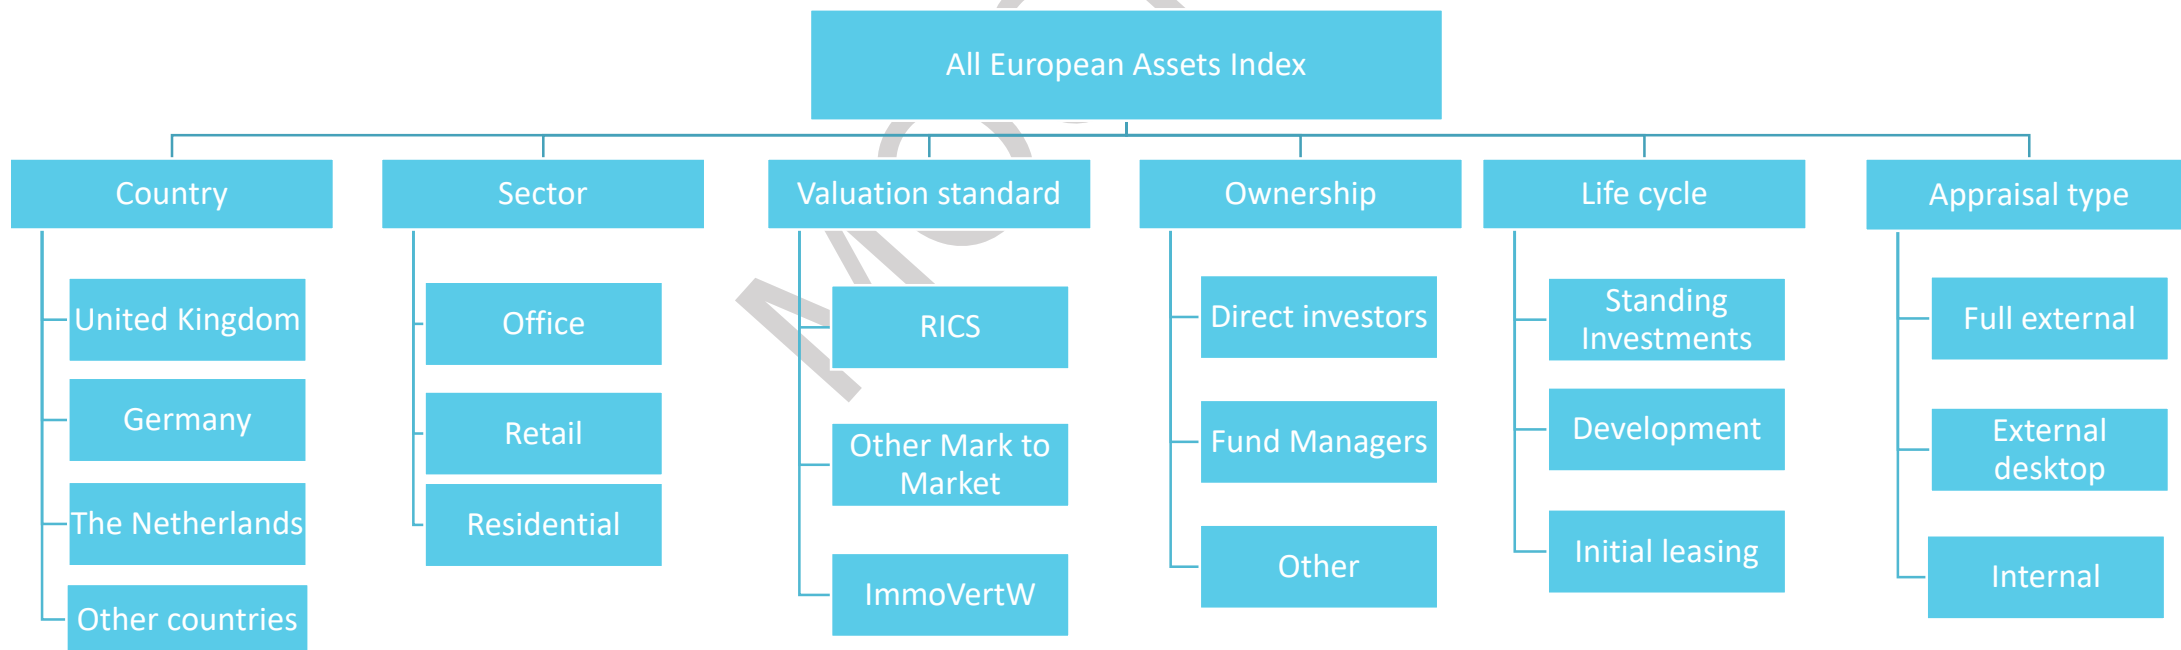 All European Assets Index
Country
United Kingdom
Germany
The Netherlands
Other countries
Sector
Office
Retail
Residential
Valuation standard
RICS
Other Mark to
Market
ImmoVertW
Ownership
Direct investors
Fund Managers
Other
Life cycle
Standing
Investments
Development
Initial leasing
Appraisal type
Full external
External
desktop
Internal